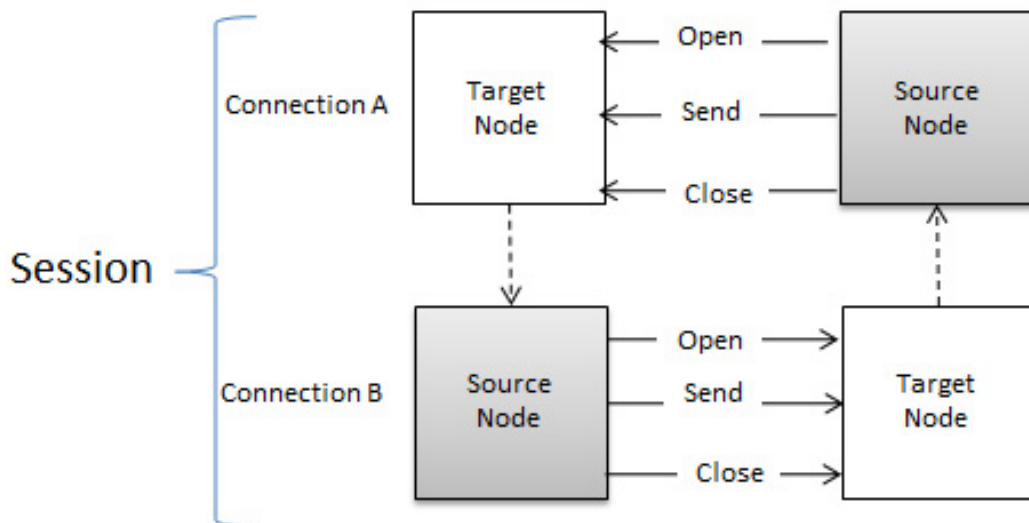 Open
Connection A
Target
Node
Send
Source
Node
Close
Session
Open
Connection B
Source
Node
Send
Target
Node
Close